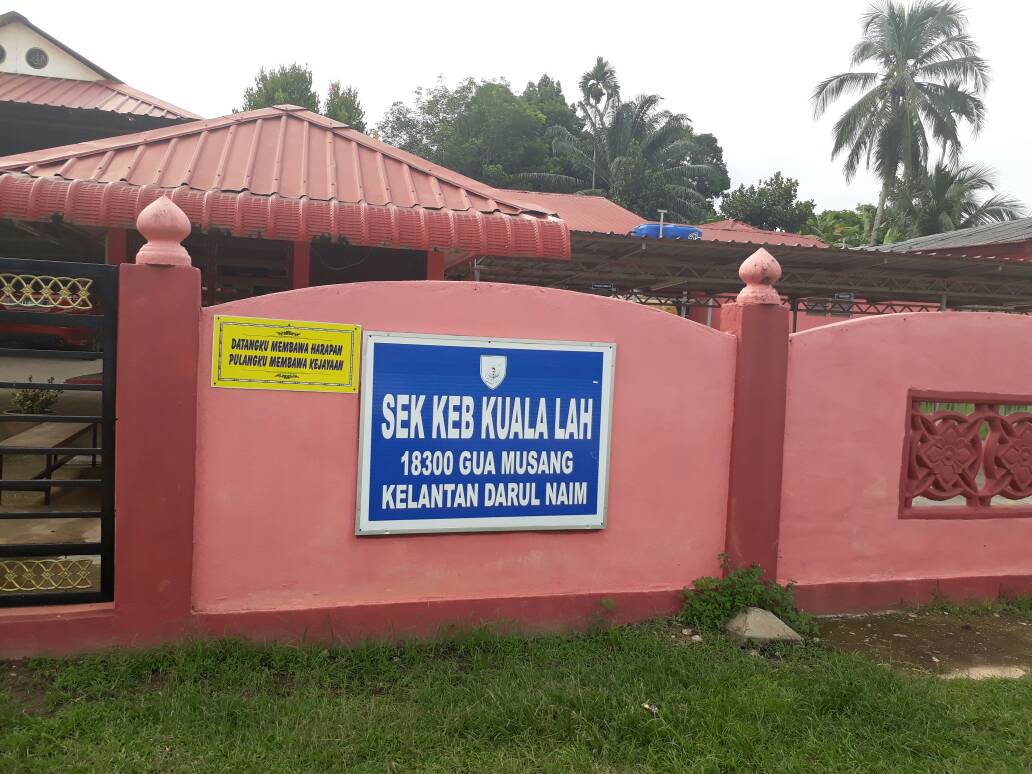 DATANGKU MEMBAWA HARAPAN
PULANGKU MEMBAWA KEJAYAAN
SEK KEB KUALA LAH
18300 GUA MUSANG
KELANTAN DARUL NAIM